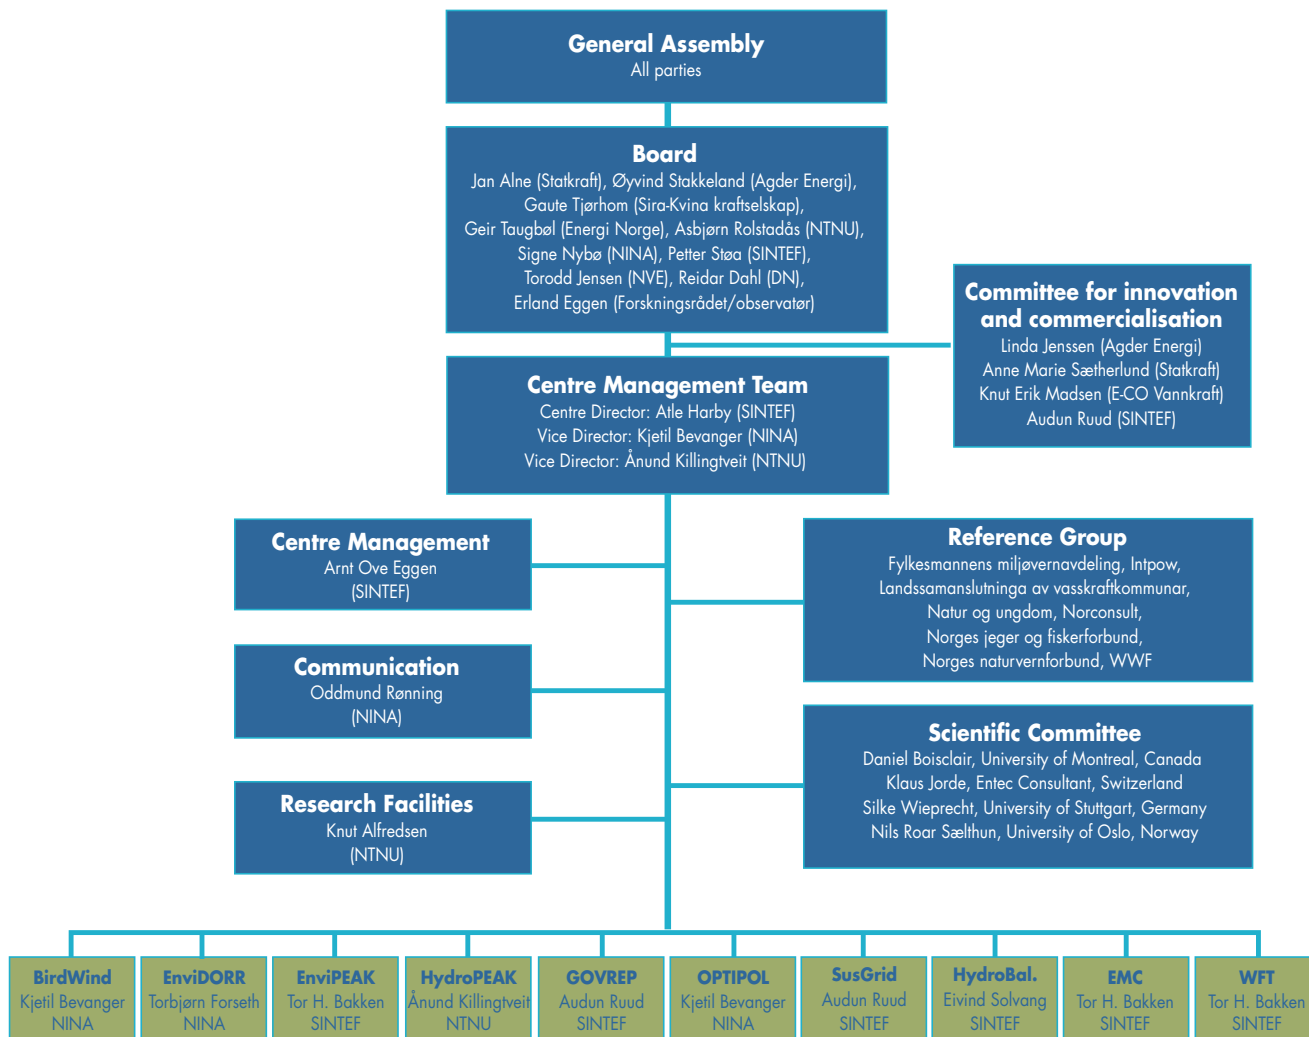 General Assembly
All parties
Board
Jan Alne (Statkraft), Øyvind Stakkeland (Agder Energi),
Gaute Tjørhom (Sira-Kvina kraftselskap),
Geir Taugbøl (Energi Norge), Asbjørn Rolstadås (NTNU),
Signe Nybø (NINA), Petter Støa (SINTEF),
Torodd Jensen (NVE), Reidar Dahl (DN),
Erland Eggen (Forskningsrådet/observatør)
Committee for innovation
and commercialisation
Linda Jenssen (Agder Energi)
Anne Marie Sætherlund (Statkraft)
Knut Erik Madsen (E-CO Vannkraft)
Audun Ruud (SINTEF)
Centre Management Team
Centre Director: Atle Harby (SINTEF)
Vice Director: Kjetil Bevanger (NINA)
Vice Director: Ånund Killingtveit (NTNU)
Centre Management
Arnt Ove Eggen
(SINTEF)
Reference Group
Fylkesmannens miljøvernavdeling, Intpow,
Landssamanslutninga av vasskraftkommunar,
Natur og ungdom, Norconsult,
Norges jeger og fiskerforbund,
Norges naturvernforbund, WWF
Communication
Oddmund Rønning
(NINA)
Scientific Committee
Daniel Boisclair, University of Montreal, Canada
Klaus Jorde, Entec Consultant, Switzerland
Silke Wieprecht, University of Stuttgart, Germany
Nils Roar Sælthun, University of Oslo, Norway
Research Facilities
Knut Alfredsen
(NTNU)
BirdWind
Kjetil Bevanger
NINA
EnviDORR
Torbjørn Forseth
NINA
EnviPEAK
Tor H. Bakken
SINTEF
HydroPEAK
Ånund Killingtveit
NTNU
GOVREP
Audun Ruud
SINTEF
OPTIPOL
Kjetil Bevanger
NINA
SusGrid
Audun Ruud
SINTEF
HydroBal.
Eivind Solvang
SINTEF
EMC
Tor H. Bakken
SINTEF
WFT
Tor H. Bakken
SINTEF